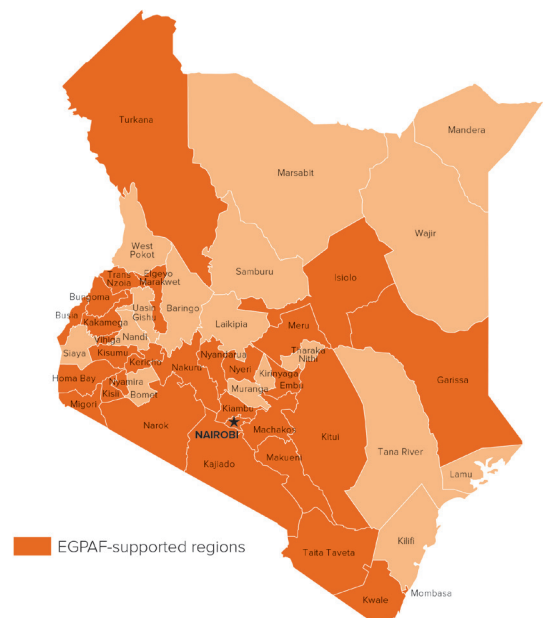 Turkana
Mandera
Marsabit
Wajir
West
Pokot
Samburu
Isiolo
Trans
Nzoia
Elgeyo
Marakwet
Bungoma
Baringo
Uasin
Gishu
Busia
Kakamega
Laikipia
Meru
Vihiga
Nandi
Siaya
Kisumu
Tharaka
Nithi
Nyandarua
Kericho
Nyeri
Kirinyaga
Nakuru
Garissa
Homa Bay
Nyamira
Embu
Muranga
Kisii
Bomet
Migori
Kiambu
Narok
Machakos
Kitui
NAIROBI
Tana River
Makueni
Kajiado
Lamu
Kilifi
EGPAF-supported regions
Taita Taveta
Mombasa
Kwale